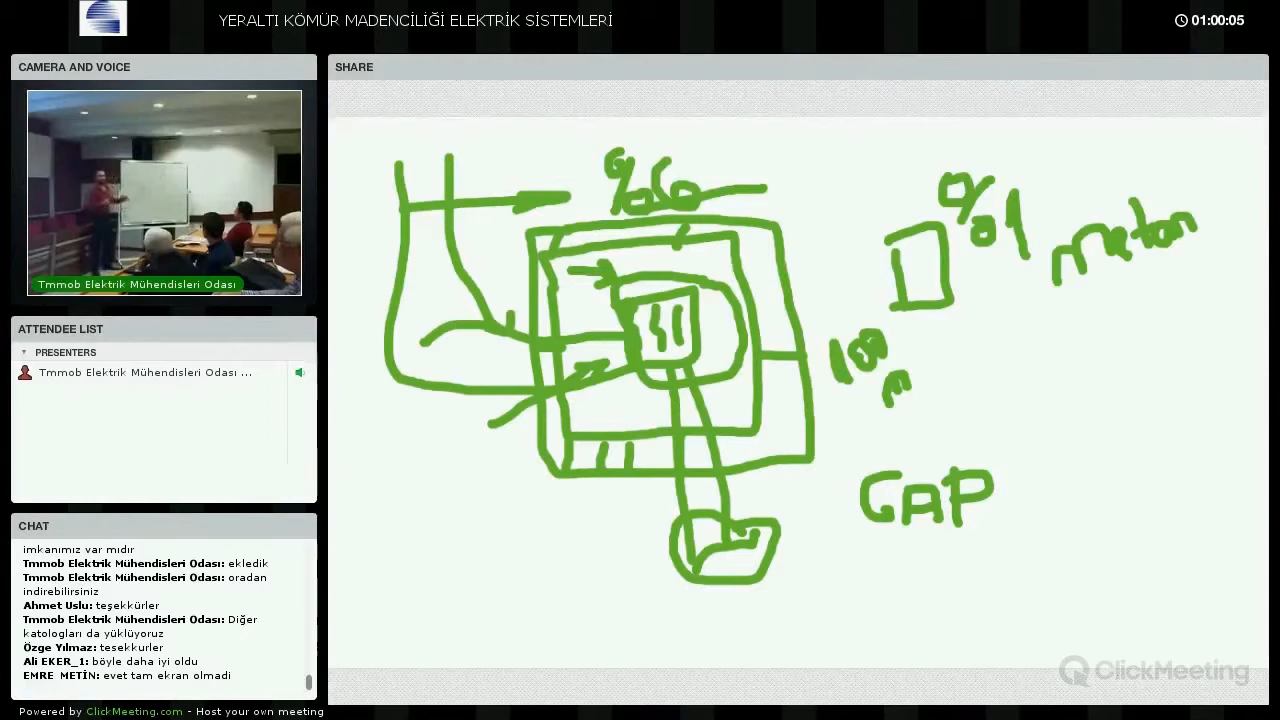 YERALTI KÖMÜR MADENCİLİĞİ ELEKTRİK SİSTEMLERİ
01:00:05
CAMERA AND VOICE
Tmmob Elektrik Mühendisleri Odası
ATTENDEE LIST
PRESENTERS
Tmmob Elektrik Mühendisleri Odası ...
CHAT
imkanımız var mıdır
Tmmob Elektrik Mühendisleri Odası: ekledik
Tmmob Elektrik Mühendisleri Odası: oradan
indirebilirsiniz
Ahmet Uslu: teşekkürler
Tmmob Elektrik Mühendisleri Odası: Diğer
katologları da yüklüyoruz
Özge Yılmaz: tesekkurler
Ali EKER_1: böyle daha iyi oldu
EMRE METİN: evet tam ekran olmadi
Powered by ClickMeeting.com - Host your own meeting
SHARE
%60
%1
metan
100
m
GAP
ClickMeeting